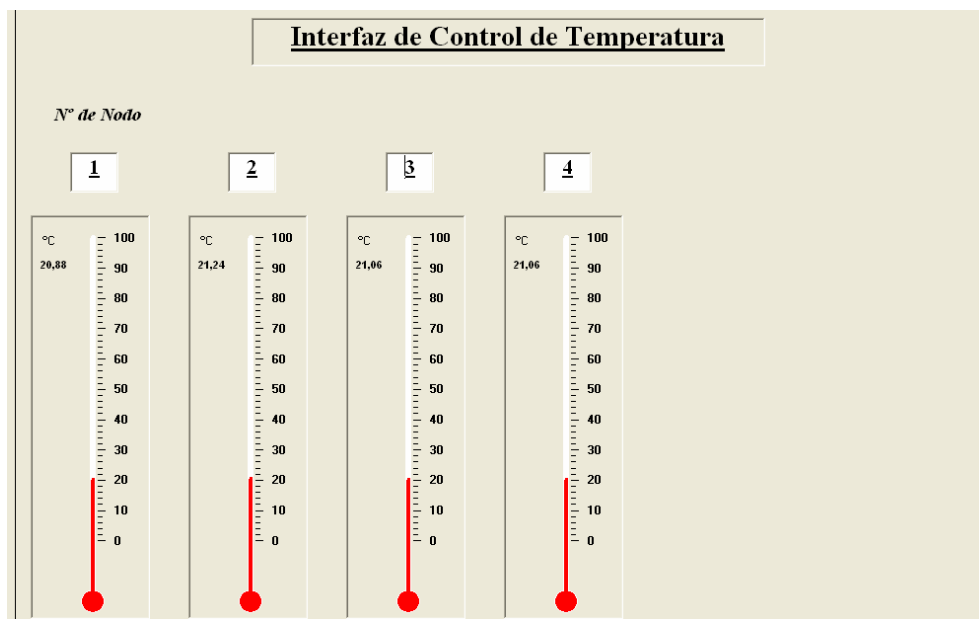 Interfaz de Control de Temperatura
Nº de Nodo
1 2 3 4
°C 100 °C 100 °C 100 °C 100
20,88 90 21,24 90 21,06 90 21,06 90
80 80 80 80
70 70 70 70
60 60 60 60
50 50 50 50
40 40 40 40
30 30 30 30
20 20 20 20
10 10 10 10
0 0 0 0